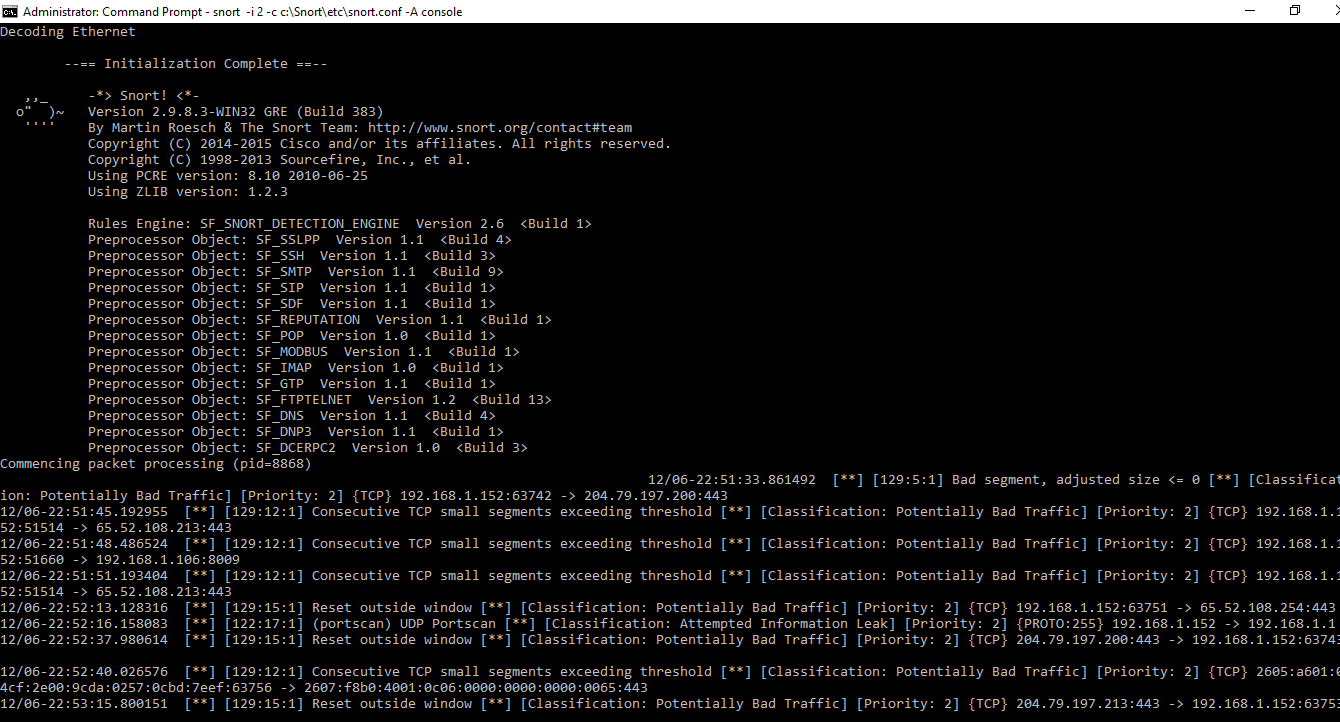 Administrator: Command Prompt - snort  -i 2 -c c:\Snort\etc\snort.conf -A console
Decoding Ethernet
--== Initialization Complete ==--
,,_     -*> Snort! <*-
o"  )~   Version 2.9.8.3-WIN32 GRE (Build 383)
''''    By Martin Roesch & The Snort Team: http://www.snort.org/contact#team
Copyright (C) 2014-2015 Cisco and/or its affiliates. All rights reserved.
Copyright (C) 1998-2013 Sourcefire, Inc., et al.
Using PCRE version: 8.10 2010-06-25
Using ZLIB version: 1.2.3
Rules Engine: SF_SNORT_DETECTION_ENGINE  Version 2.6  <Build 1>
Preprocessor Object: SF_SSLPP  Version 1.1  <Build 4>
Preprocessor Object: SF_SSH  Version 1.1  <Build 3>
Preprocessor Object: SF_SMTP  Version 1.1  <Build 9>
Preprocessor Object: SF_SIP  Version 1.1  <Build 1>
Preprocessor Object: SF_SDF  Version 1.1  <Build 1>
Preprocessor Object: SF_REPUTATION  Version 1.1  <Build 1>
Preprocessor Object: SF_POP  Version 1.0  <Build 1>
Preprocessor Object: SF_MODBUS  Version 1.1  <Build 1>
Preprocessor Object: SF_IMAP  Version 1.0  <Build 1>
Preprocessor Object: SF_GTP  Version 1.1  <Build 1>
Preprocessor Object: SF_FTPTELNET  Version 1.2  <Build 13>
Preprocessor Object: SF_DNS  Version 1.1  <Build 4>
Preprocessor Object: SF_DNP3  Version 1.1  <Build 1>
Preprocessor Object: SF_DCERPC2  Version 1.0  <Build 3>
Commencing packet processing (pid=8868)
12/06-22:51:33.861492  [**] [129:5:1] Bad segment, adjusted size <= 0 [**] [Classificat
ion: Potentially Bad Traffic] [Priority: 2] {TCP} 192.168.1.152:63742 -> 204.79.197.200:443
12/06-22:51:45.192955  [**] [129:12:1] Consecutive TCP small segments exceeding threshold [**] [Classification: Potentially Bad Traffic] [Priority: 2] {TCP} 192.168.1.1
52:51514 -> 65.52.108.213:443
12/06-22:51:48.486524  [**] [129:12:1] Consecutive TCP small segments exceeding threshold [**] [Classification: Potentially Bad Traffic] [Priority: 2] {TCP} 192.168.1.1
52:51660 -> 192.168.1.106:8009
12/06-22:51:51.193404  [**] [129:12:1] Consecutive TCP small segments exceeding threshold [**] [Classification: Potentially Bad Traffic] [Priority: 2] {TCP} 192.168.1.1
52:51514 -> 65.52.108.213:443
12/06-22:52:13.128316  [**] [129:15:1] Reset outside window [**] [Classification: Potentially Bad Traffic] [Priority: 2] {TCP} 192.168.1.152:63751 -> 65.52.108.254:443
12/06-22:52:16.158083  [**] [122:17:1] (portscan) UDP Portscan [**] [Classification: Attempted Information Leak] [Priority: 2] {PROTO:255} 192.168.1.152 -> 192.168.1.1
12/06-22:52:37.980614  [**] [129:15:1] Reset outside window [**] [Classification: Potentially Bad Traffic] [Priority: 2] {TCP} 204.79.197.200:443 -> 192.168.1.152:63743
12/06-22:52:40.026576  [**] [129:12:1] Consecutive TCP small segments exceeding threshold [**] [Classification: Potentially Bad Traffic] [Priority: 2] {TCP} 2605:a601:0
4cf:2e00:9cda:0257:0cbd:7eef:63756 -> 2607:f8b0:4001:0c06:0000:0000:0000:0065:443
12/06-22:53:15.800151  [**] [129:15:1] Reset outside window [**] [Classification: Potentially Bad Traffic] [Priority: 2] {TCP} 204.79.197.213:443 -> 192.168.1.152:63753